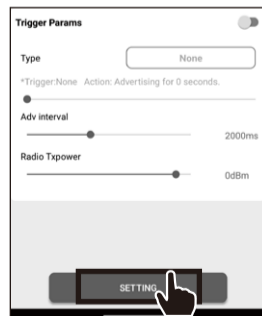 Trigger Params
Type
None
*Trigger:None Action: Advertising for 0 seconds.
Adv interval
2000ms
Radio Txpower
0dBm
SETTING